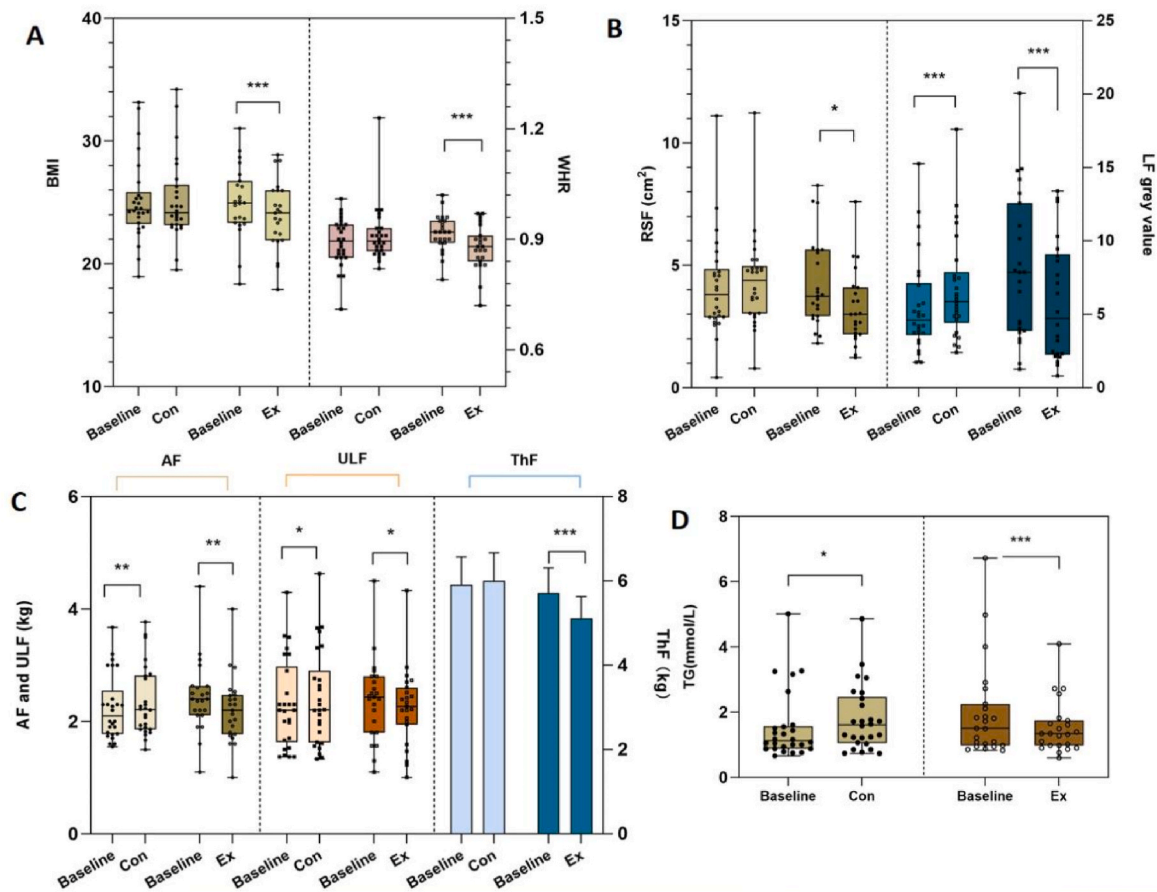 A
BMI
40
30
20
10
***
***
1.5
1.2
0.9
0.6
WHR
Baseline
Con
Baseline
Ex
Baseline
Con
Baseline
Ex
B
RSF (cm²)
15
10
5
0
*
***
***
25
20
15
10
5
0
LF grey value
Baseline
Con
Baseline
Ex
Baseline
Con
Baseline
Ex
AF
ULF
ThF
C
AF and ULF (kg)
6
4
2
0
**
**
*
*
***
8
6
4
2
0
ThF (kg)
Baseline
Con
Baseline
Ex
Baseline
Con
Baseline
Ex
Baseline
Con
Baseline
Ex
D
TG(mmol/L)
8
6
4
2
0
*
***
Baseline
Con
Baseline
Ex